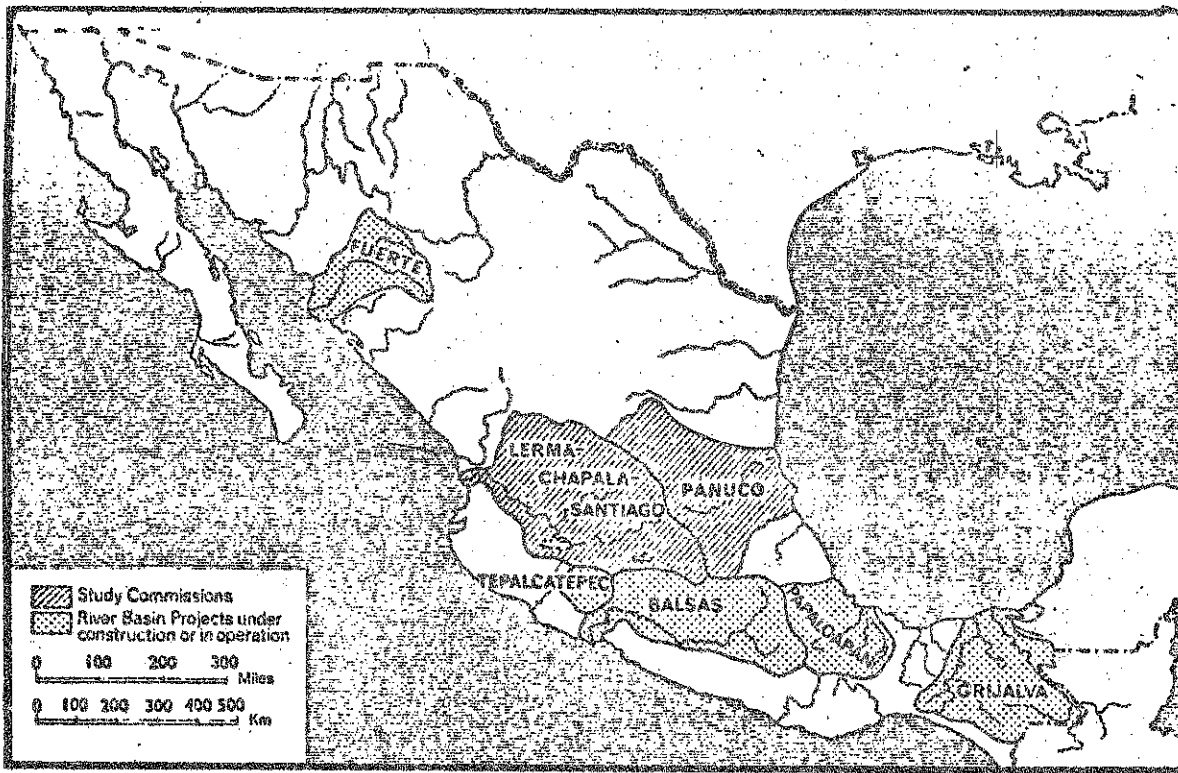 FUERTE
LERMA-
CHAPALA-
SANTIAGO
PANUCO
TEPALCATEPEC
BALSAS
PAPALOAPAN
GRIJALVA
Study Commissions
River Basin Projects under
construction or in operation
0 100 200 300
Miles
0 100 200 300 400 500
Km